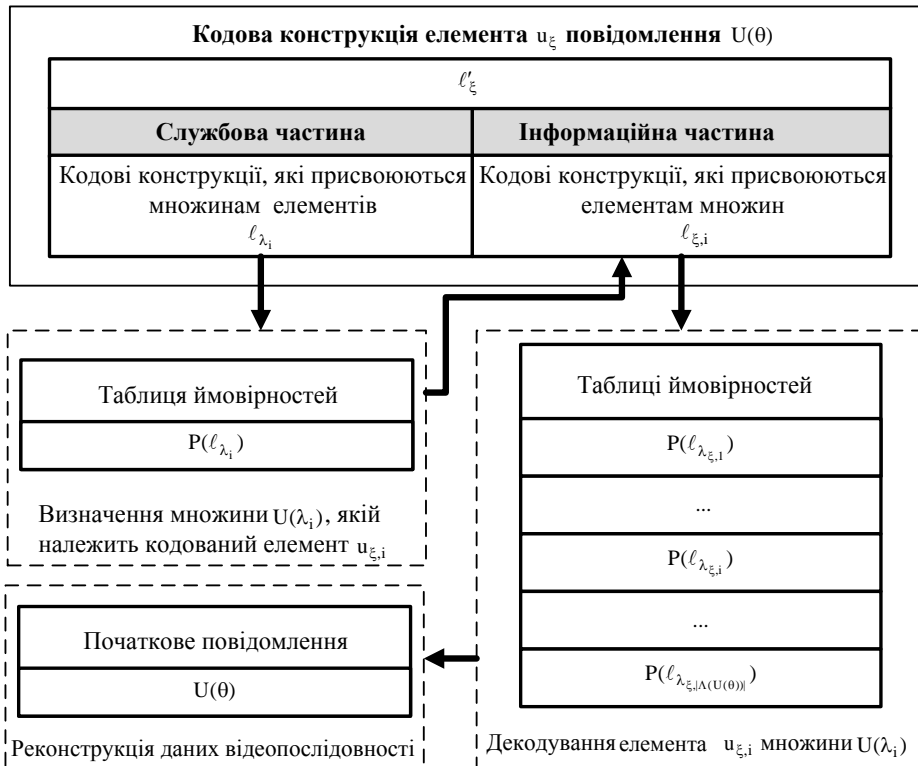 Кодова конструкція елемента u_ξ повідомлення U(θ)
ℓ′_ξ
Службова частина
Інформаційна частина
Кодові конструкції, які присвоюються
множинам елементів
ℓ_λ_i
Кодові конструкції, які присвоюються
елементам множин
ℓ_ξ,i
Таблиця ймовірностей
P(ℓ_λ_i)
Визначення множини U(λ_i), якій
належить кодований елемент u_ξ,i
Таблиці ймовірностей
P(ℓ_λ_ξ,1)
...
P(ℓ_λ_ξ,i)
...
P(ℓ_λ_ξ,|Λ(U(θ))|)
Декодування елемента u_ξ,i множини U(λ_i)
Початкове повідомлення
U(θ)
Реконструкція даних відеопослідовності